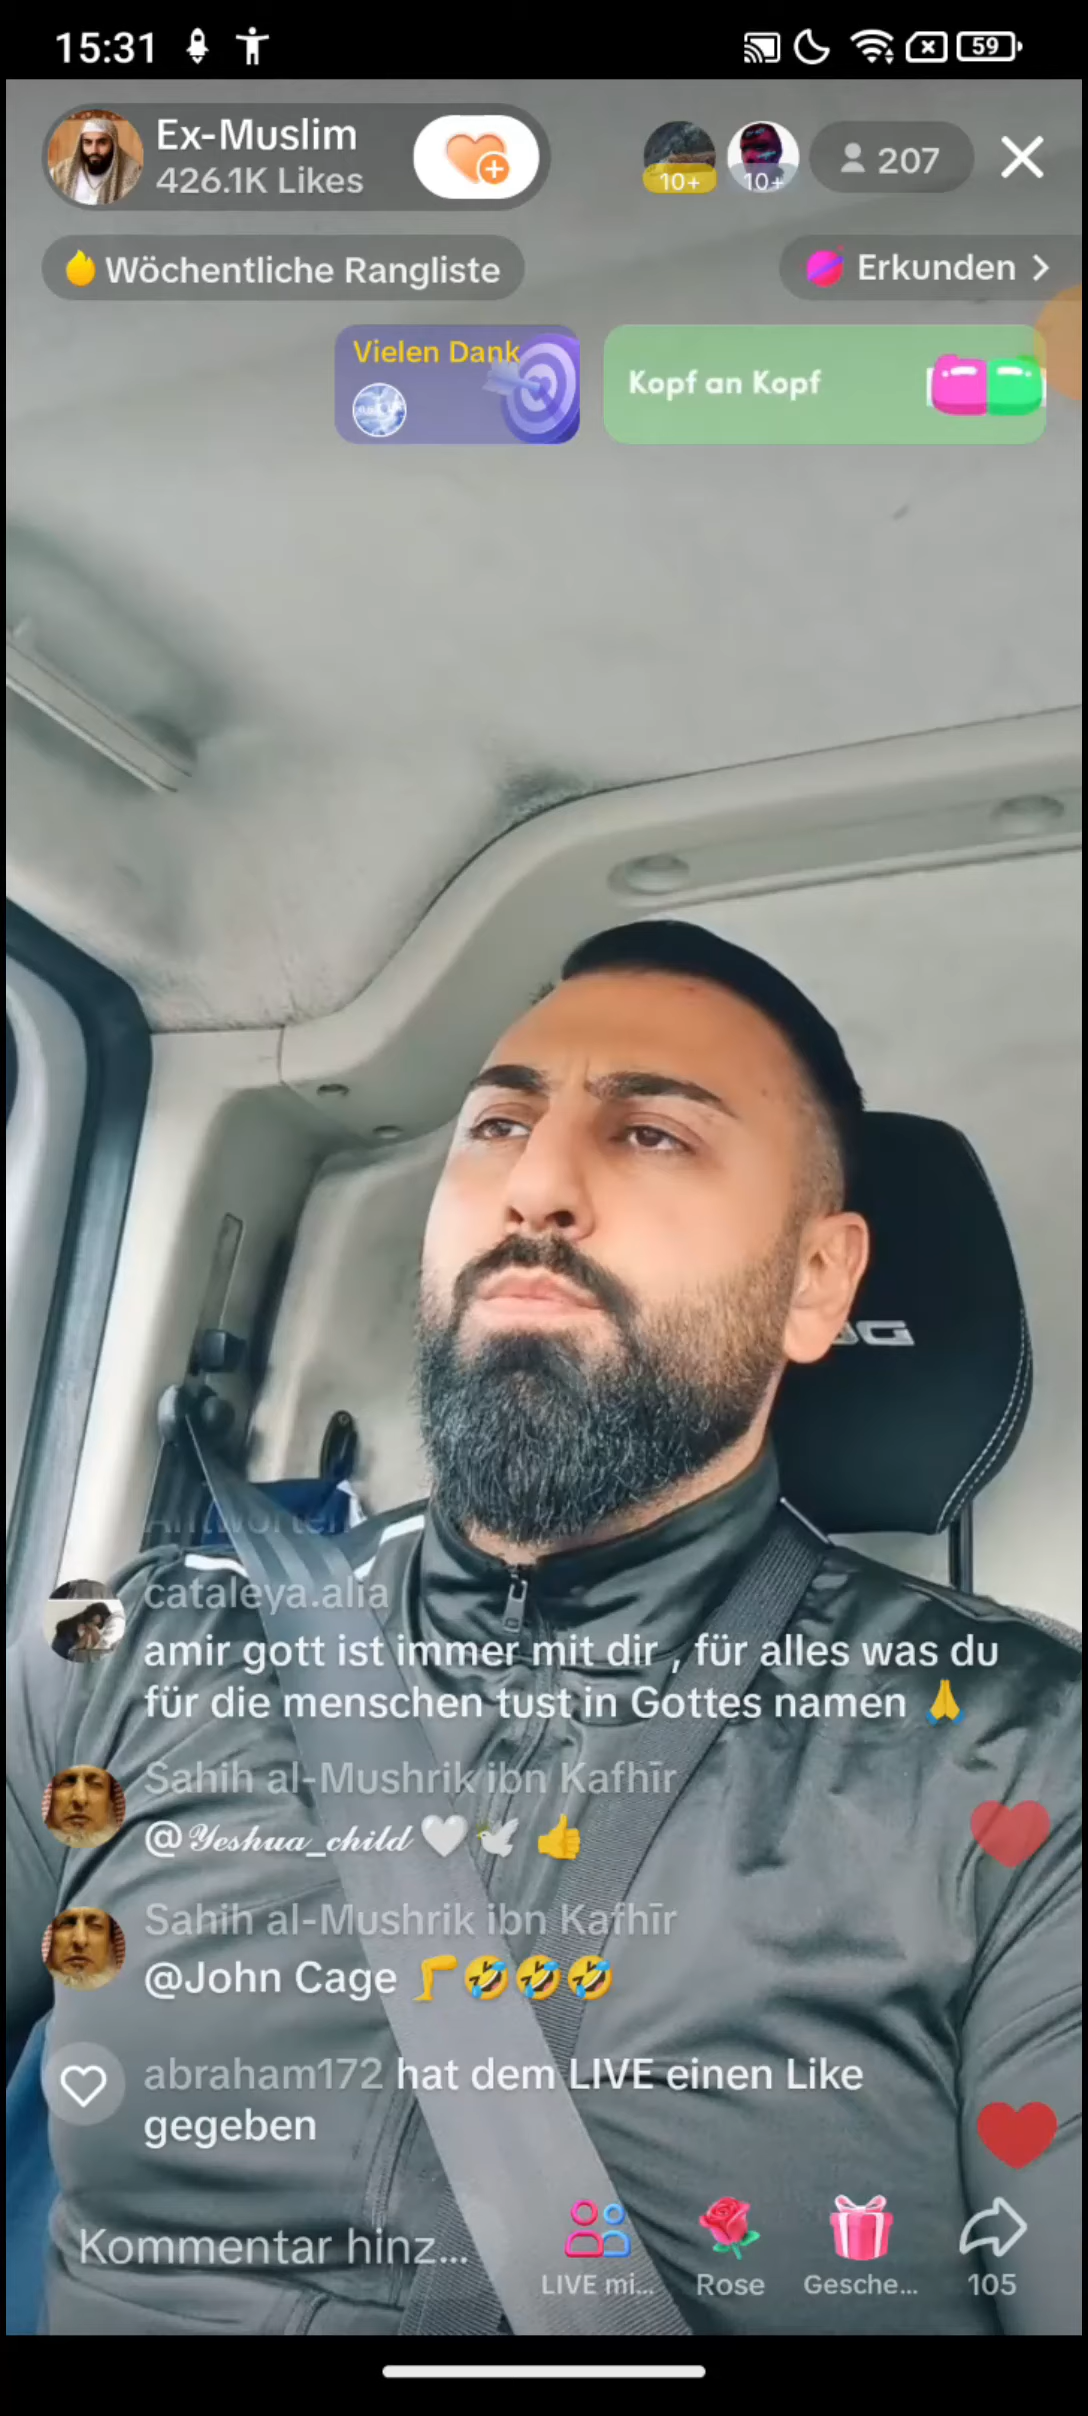 15:31
59
Ex-Muslim
426.1K Likes
10+
10+
207
Wöchentliche Rangliste
Erkunden >
Vielen Dank
Kopf an Kopf
Antworten
cataleya.alia
amir gott ist immer mit dir , für alles was du
für die menschen tust in Gottes namen 🙏
Sahih al-Mushrik ibn Kafhīr
@𝒴𝑒𝓈𝒽𝓊𝒶_𝒸𝒽𝒾𝓁𝒹 🤍🕊️ 👍
Sahih al-Mushrik ibn Kafhīr
@John Cage 🦵🤣🤣🤣
abraham172 hat dem LIVE einen Like
gegeben
Kommentar hinz...
LIVE mi...
Rose
Gesche...
105